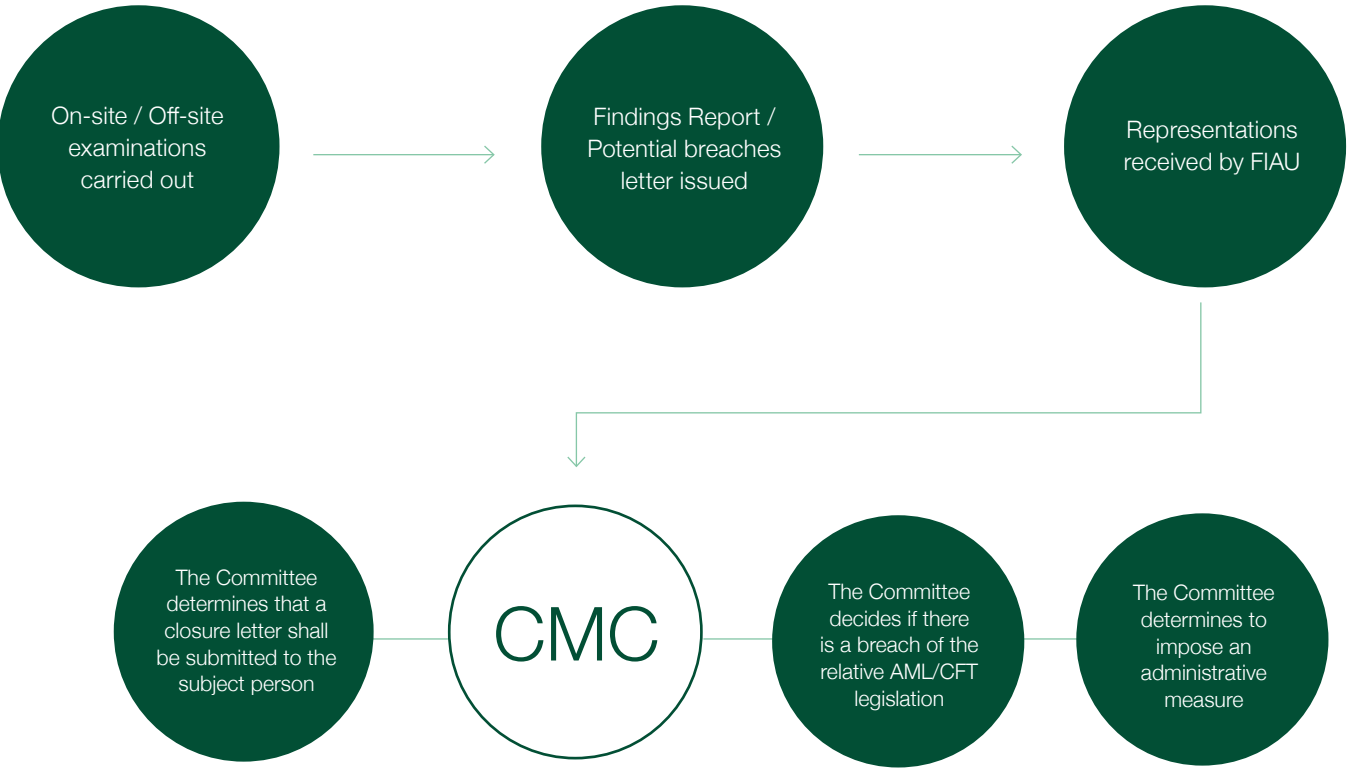 On-site / Off-site
examinations
carried out
Findings Report /
Potential breaches
letter issued
Representations
received by FIAU
The Committee
determines that a
closure letter shall
be submitted to the
subject person
CMC
The Committee
decides if there
is a breach of the
relative AML/CFT
legislation
The Committee
determines to
impose an
administrative
measure